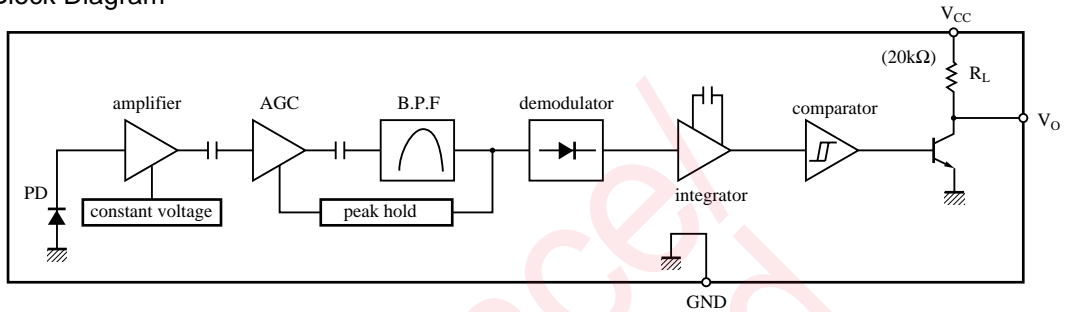 Block Diagram
VCC
(20kΩ)
RL
amplifier
AGC
B.P.F
demodulator
comparator
VO
PD
constant voltage
peak hold
integrator
GND